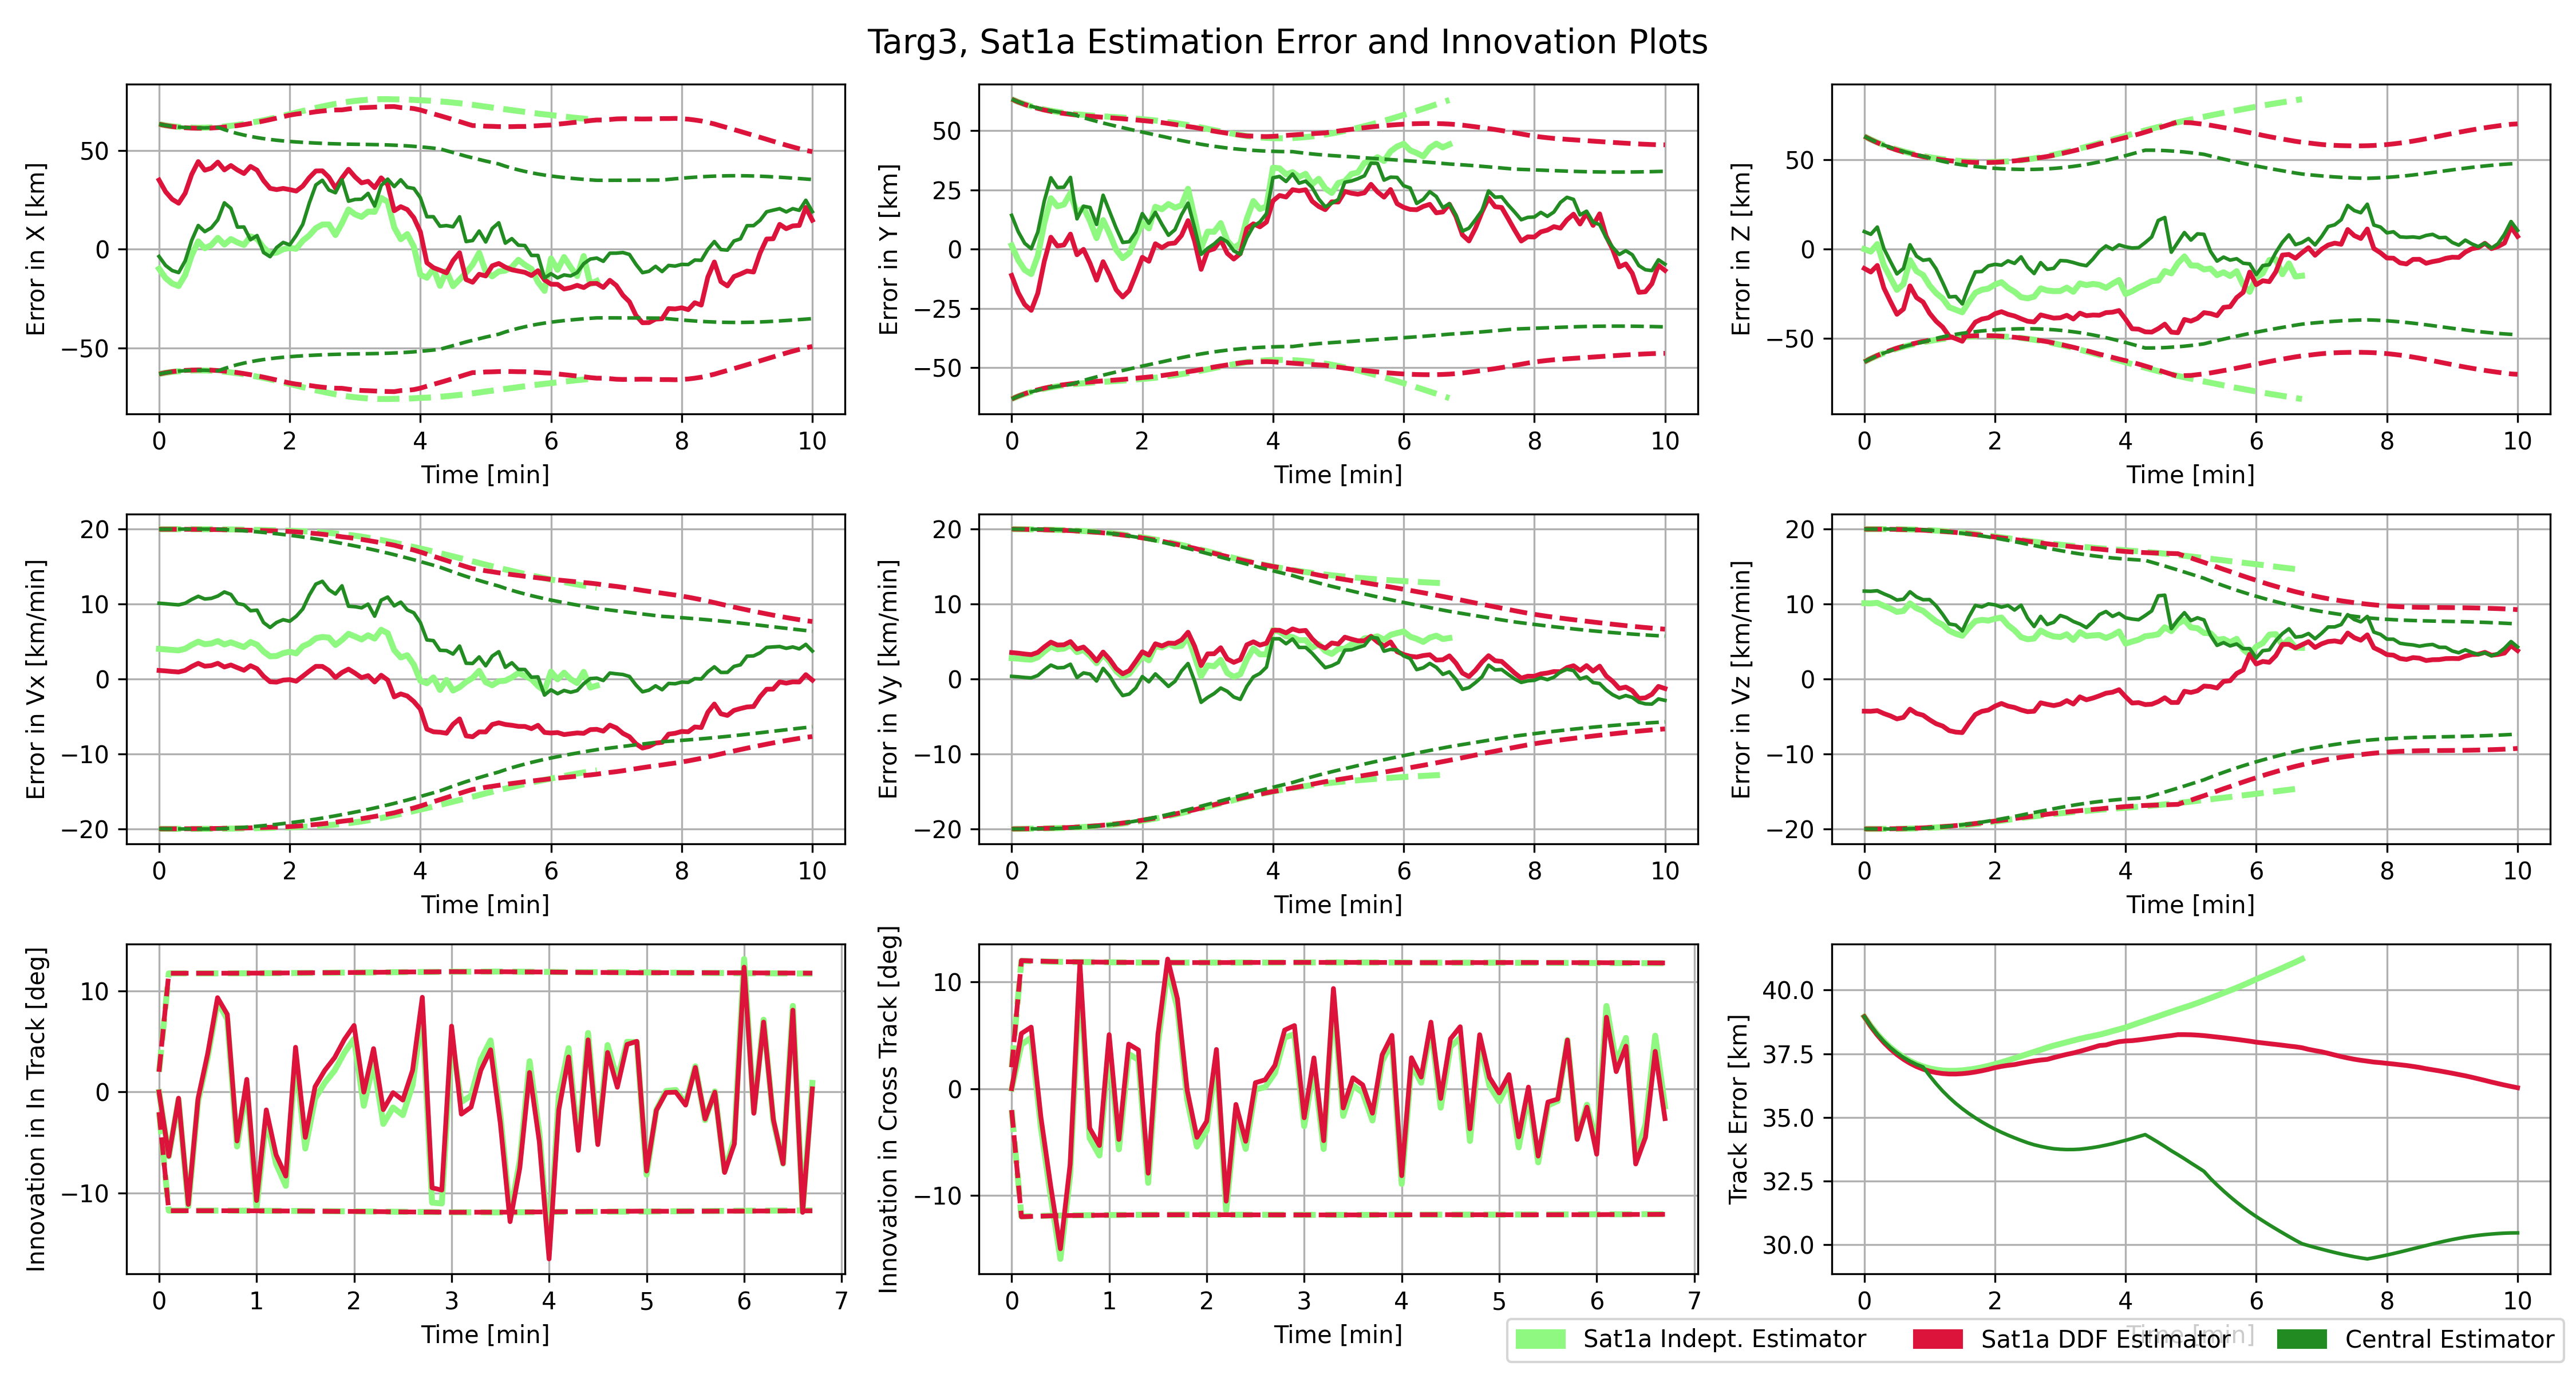 Targ3, Sat1a Estimation Error and Innovation Plots
Error in X [km]
50
0
−50
0 2 4 6 8 10
Time [min]
Error in Y [km]
50
25
0
−25
−50
0 2 4 6 8 10
Time [min]
Error in Z [km]
50
0
−50
0 2 4 6 8 10
Time [min]
Error in Vx [km/min]
20
10
0
−10
−20
0 2 4 6 8 10
Time [min]
Error in Vy [km/min]
20
10
0
−10
−20
0 2 4 6 8 10
Time [min]
Error in Vz [km/min]
20
10
0
−10
−20
0 2 4 6 8 10
Time [min]
Innovation in In Track [deg]
10
0
−10
0 1 2 3 4 5 6 7
Time [min]
Innovation in Cross Track [deg]
10
0
−10
0 1 2 3 4 5 6 7
Time [min]
Track Error [km]
40.0
37.5
35.0
32.5
30.0
0 2 4 6 8 10
Time [min]
Sat1a Indept. Estimator Sat1a DDF Estimator Central Estimator